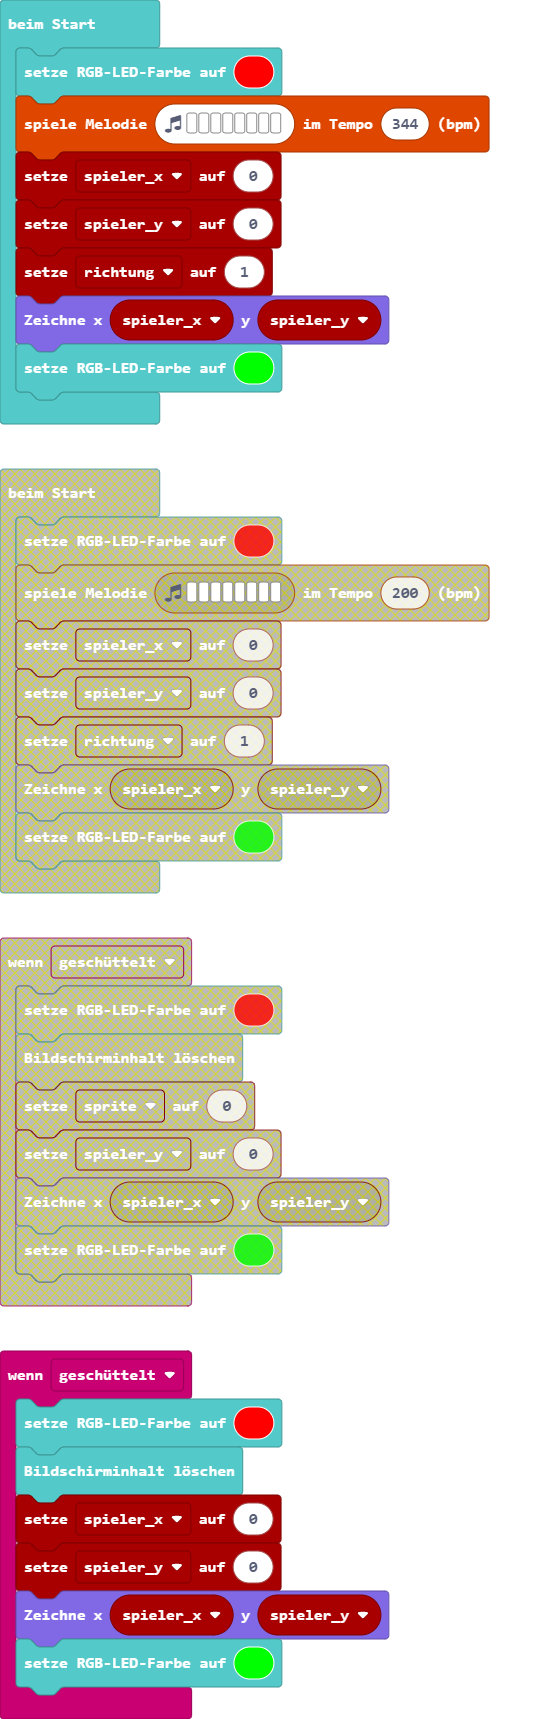 beim Start
setze RGB-LED-Farbe auf
spiele Melodie im Tempo 344 (bpm)
setze spieler_x auf 0
setze spieler_y auf 0
setze richtung auf 1
Zeichne x spieler_x y spieler_y
setze RGB-LED-Farbe auf
beim Start
setze RGB-LED-Farbe auf
spiele Melodie im Tempo 200 (bpm)
setze spieler_x auf 0
setze spieler_y auf 0
setze richtung auf 1
Zeichne x spieler_x y spieler_y
setze RGB-LED-Farbe auf
wenn geschüttelt
setze RGB-LED-Farbe auf
Bildschirminhalt löschen
setze sprite auf 0
setze spieler_y auf 0
Zeichne x spieler_x y spieler_y
setze RGB-LED-Farbe auf
wenn geschüttelt
setze RGB-LED-Farbe auf
Bildschirminhalt löschen
setze spieler_x auf 0
setze spieler_y auf 0
Zeichne x spieler_x y spieler_y
setze RGB-LED-Farbe auf